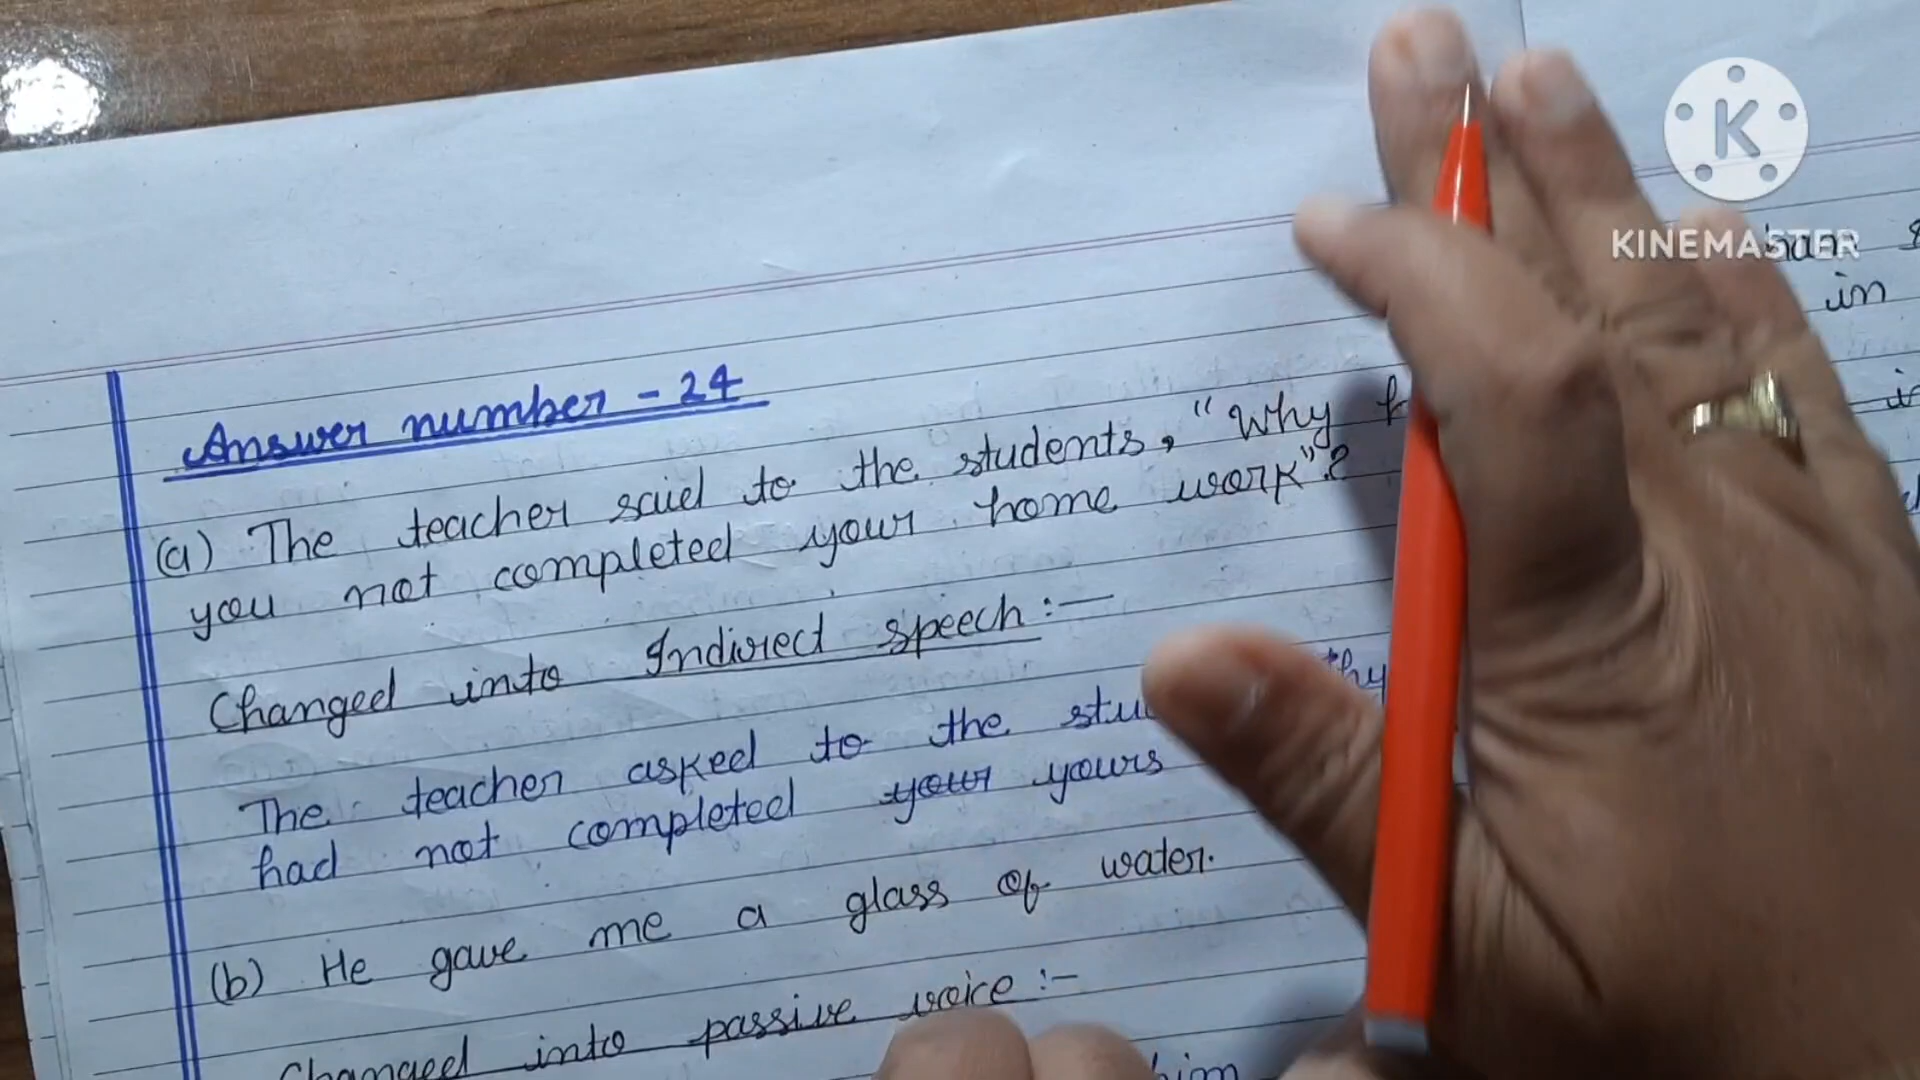 KINEMASTER
in
Answer number - 24
(a) The teacher said to the students, "Why
you not completed your home work"?
Changed into Indirect speech :-
The teacher asked to the
had not completed your yours
(b) He gave me a glass of water.
Changed into passive voice :-
him